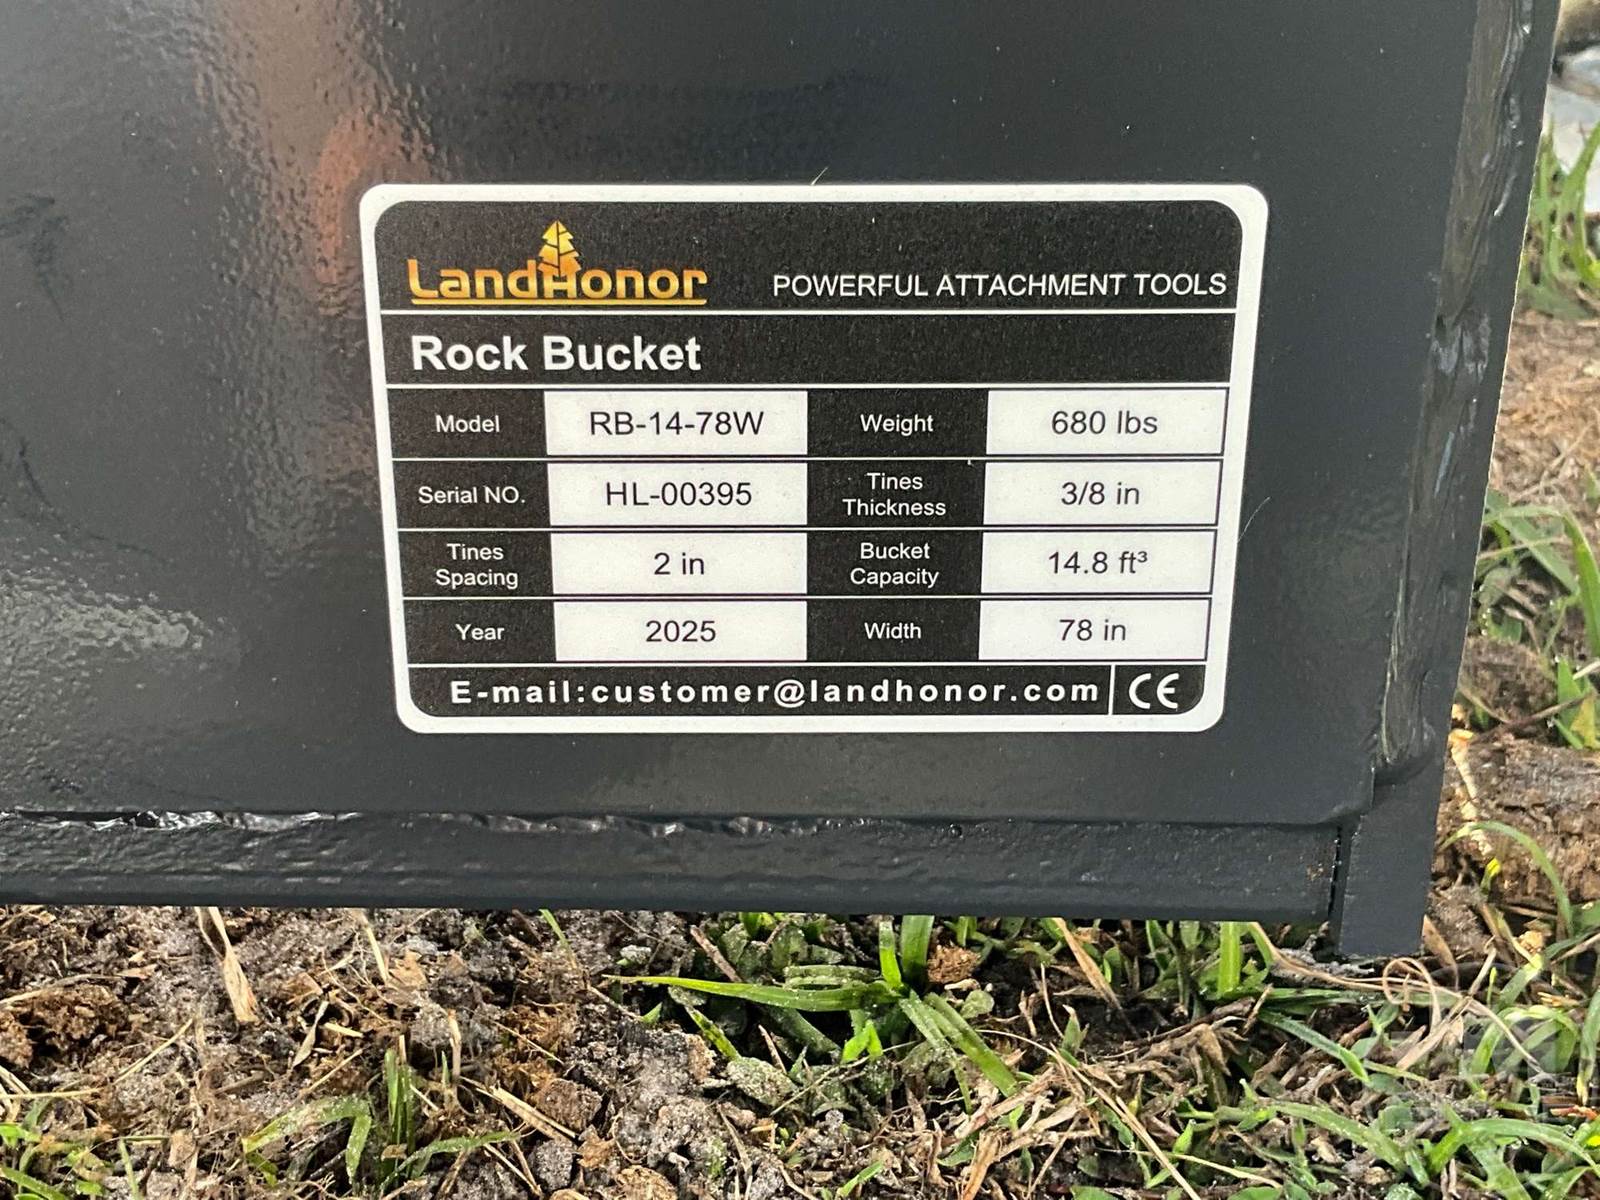 LandHonor POWERFUL ATTACHMENT TOOLS
Rock Bucket
Model RB-14-78W Weight 680 lbs
Serial NO. HL-00395 Tines Thickness 3/8 in
Tines Spacing 2 in Bucket Capacity 14.8 ft³
Year 2025 Width 78 in
E-mail:customer@landhonor.com CE